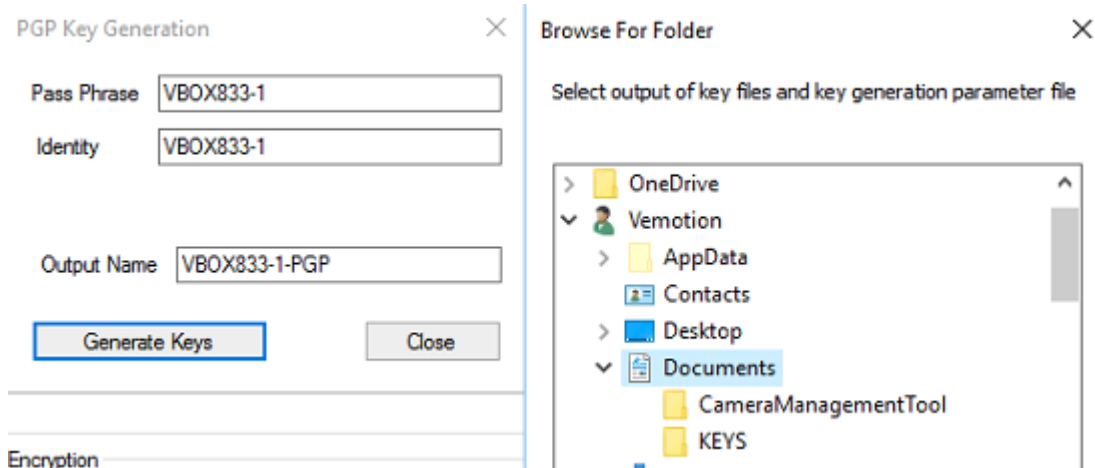 PGP Key Generation
Pass Phrase VBOX833-1
Identity VBOX833-1
Output Name VBOX833-1-PGP
Generate Keys Close
Encryption
Browse For Folder
Select output of key files and key generation parameter file
OneDrive
Vemotion
AppData
Contacts
Desktop
Documents
CameraManagementTool
KEYS